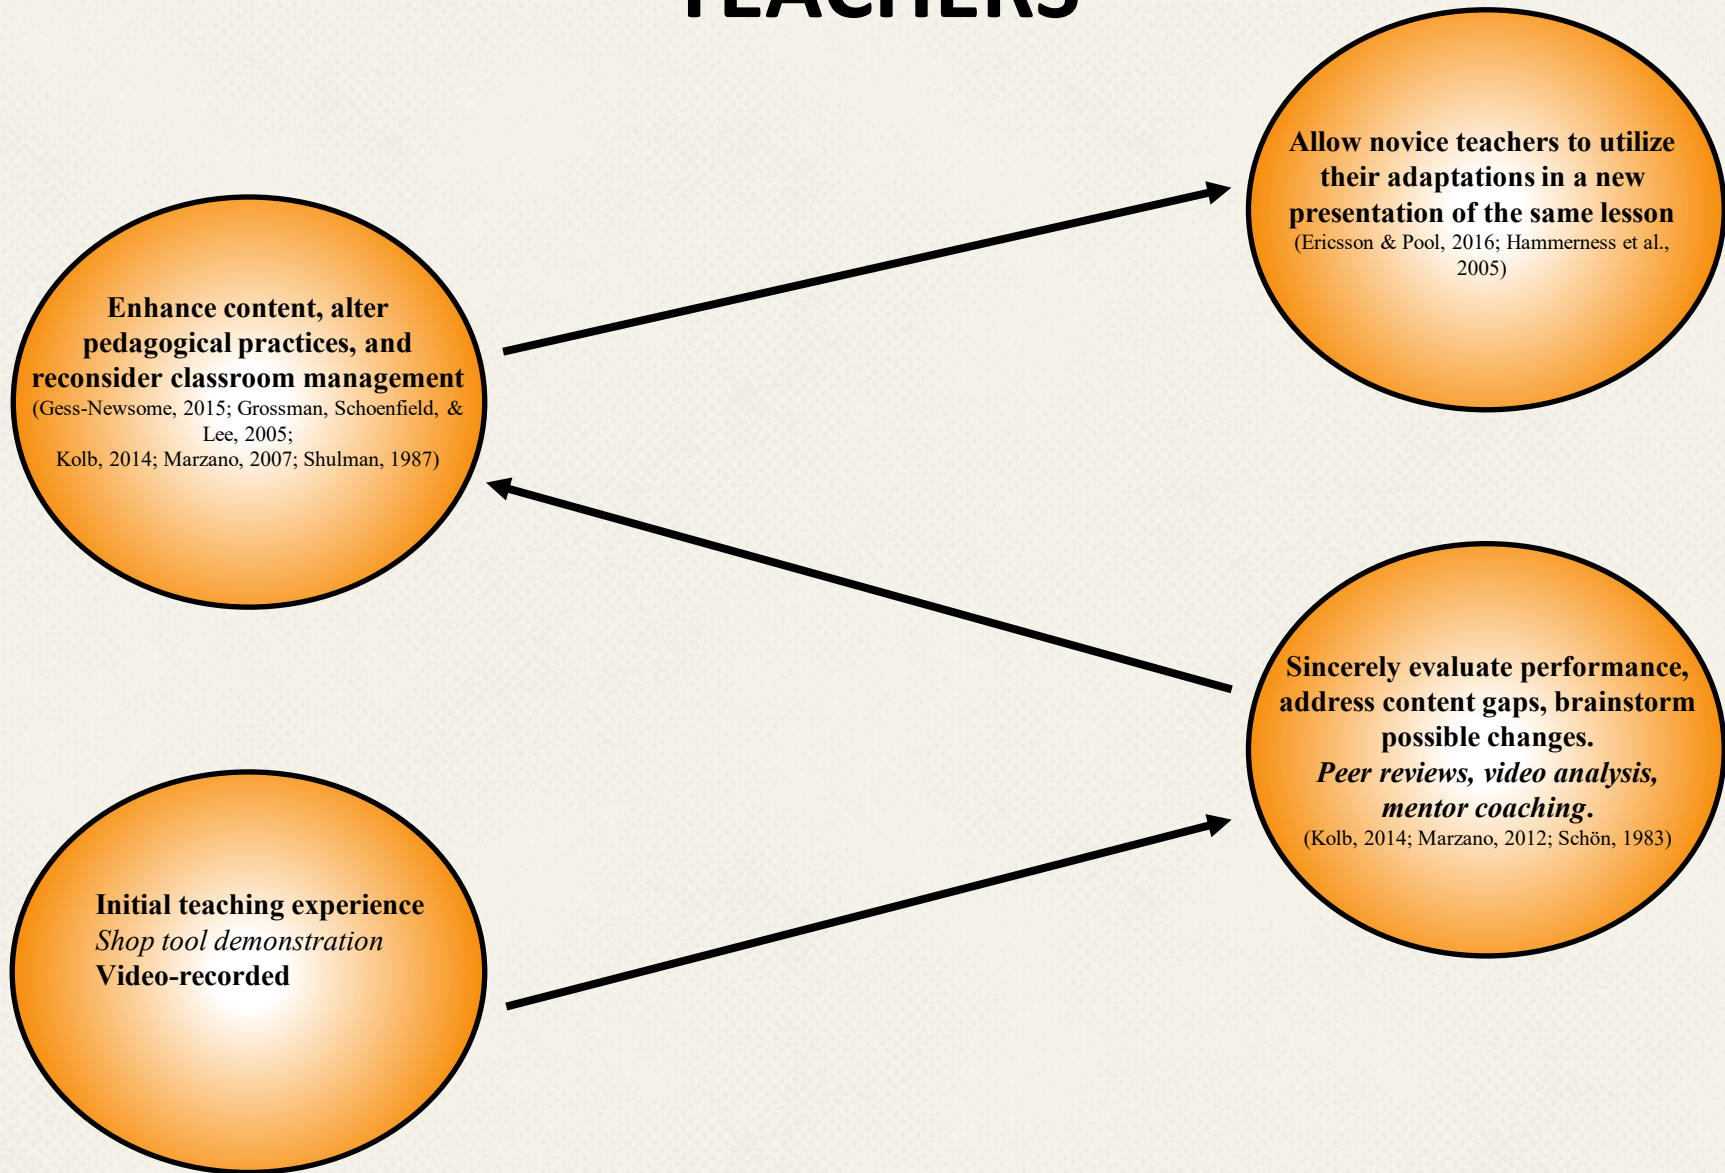 TEACHERS
Allow novice teachers to utilize
their adaptations in a new
presentation of the same lesson
(Ericsson & Pool, 2016; Hammerness et al.,
2005)
Enhance content, alter
pedagogical practices, and
reconsider classroom management
(Gess-Newsome, 2015; Grossman, Schoenfield, &
Lee, 2005;
Kolb, 2014; Marzano, 2007; Shulman, 1987)
Sincerely evaluate performance,
address content gaps, brainstorm
possible changes.
Peer reviews, video analysis,
mentor coaching.
(Kolb, 2014; Marzano, 2012; Schön, 1983)
Initial teaching experience
Shop tool demonstration
Video-recorded